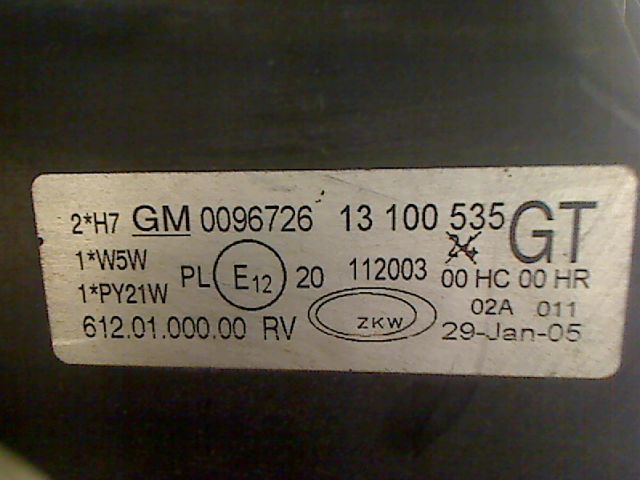 2*H7 GM 0096726 13 100 535 GT
1*W5W
1*PY21W
PL E12 20 112003 24 00 HC 00 HR
02A 011
612.01.000.00 RV ZKW 29-Jan-05